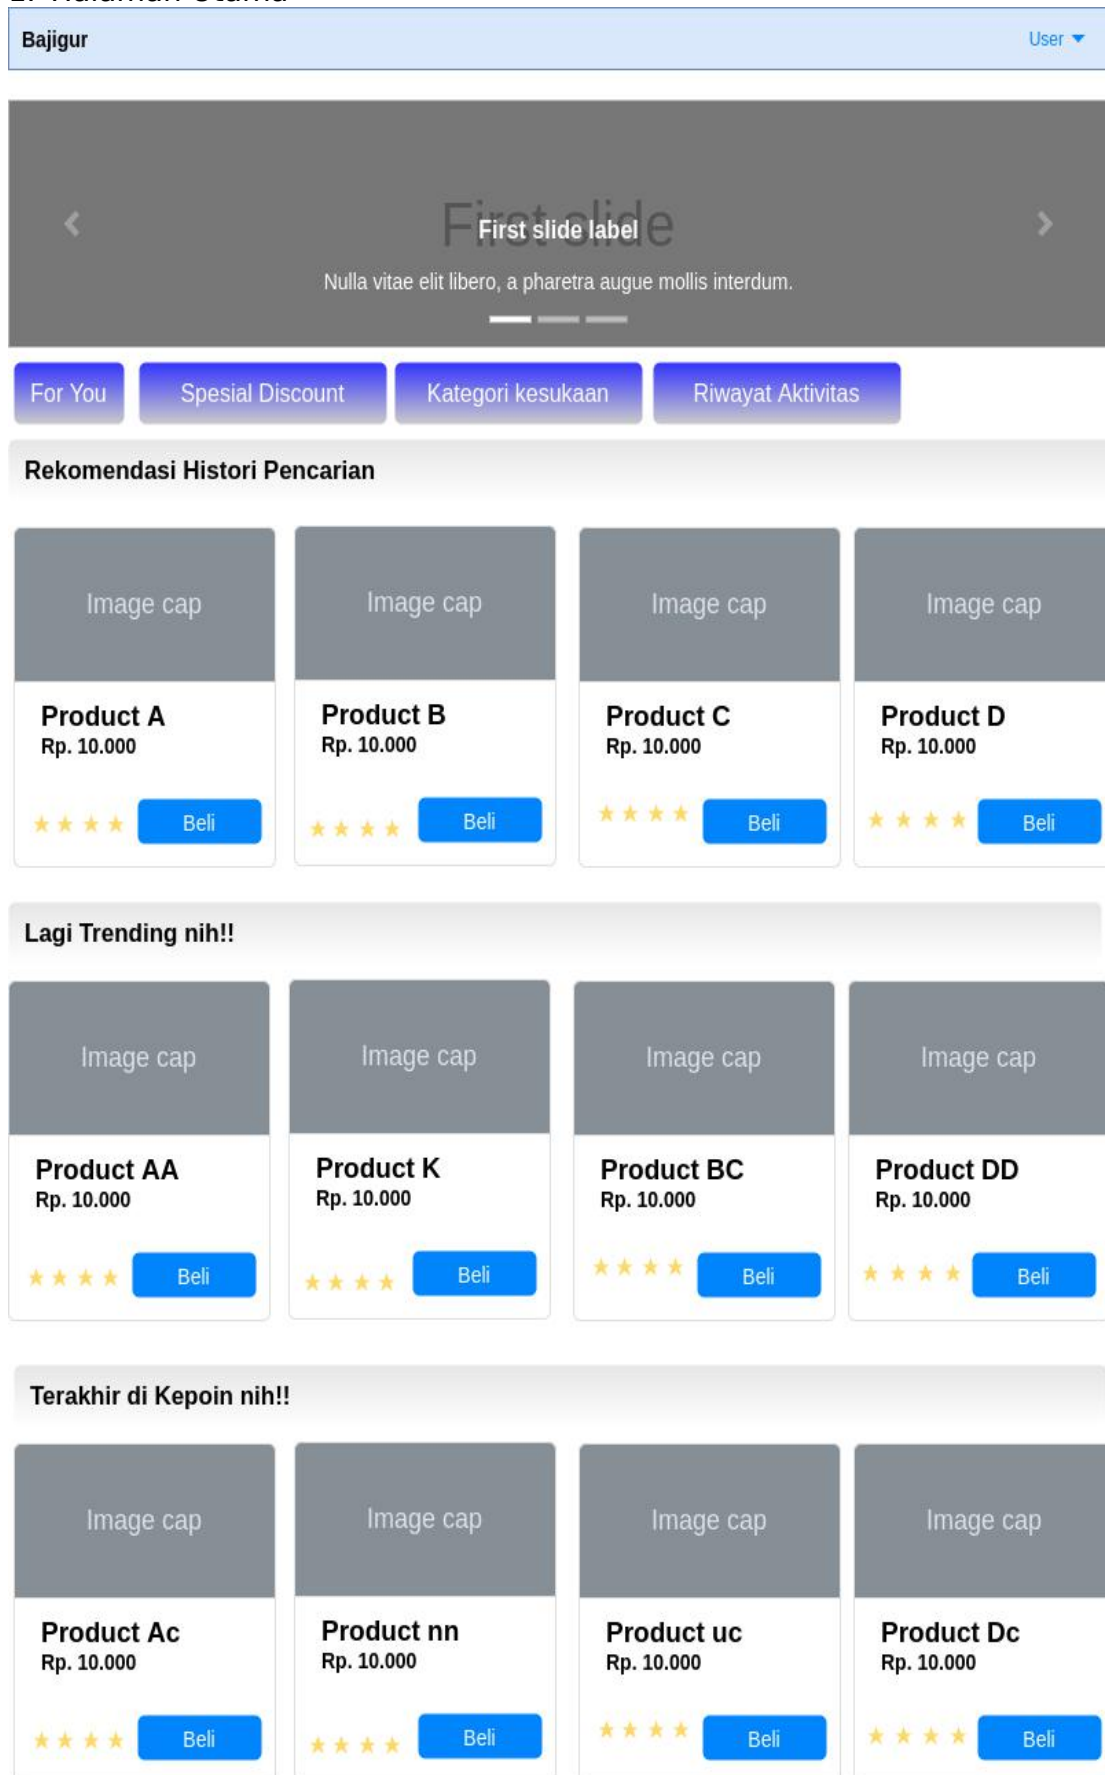 Bajigur
User
First slide
First slide label
Nulla vitae elit libero, a pharetra augue mollis interdum.
For You Spesial Discount Kategori kesukaan Riwayat Aktivitas
Rekomendasi Histori Pencarian
Image cap Image cap Image cap Image cap
Product A Product B Product C Product D
Rp. 10.000 Rp. 10.000 Rp. 10.000 Rp. 10.000
Beli Beli Beli Beli
Lagi Trending nih!!
Image cap Image cap Image cap Image cap
Product AA Product K Product BC Product DD
Rp. 10.000 Rp. 10.000 Rp. 10.000 Rp. 10.000
Beli Beli Beli Beli
Terakhir di Kepoin nih!!
Image cap Image cap Image cap Image cap
Product Ac Product nn Product uc Product Dc
Rp. 10.000 Rp. 10.000 Rp. 10.000 Rp. 10.000
Beli Beli Beli Beli